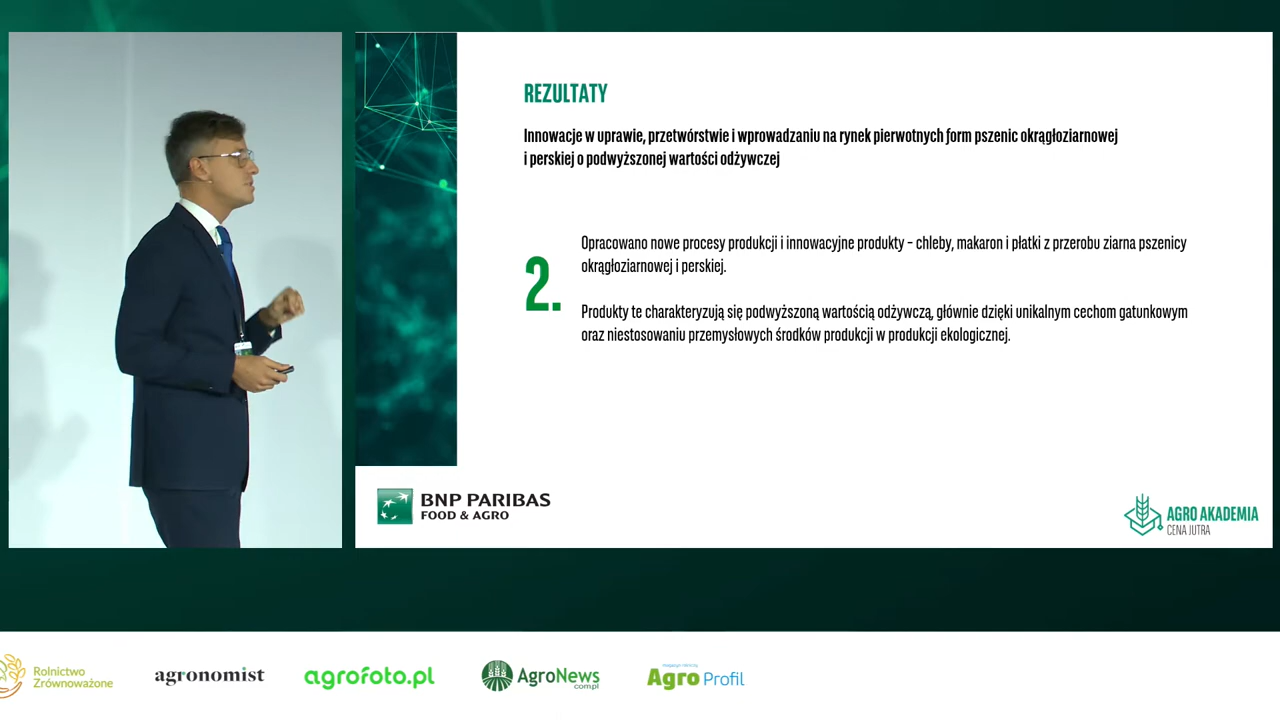 REZULTATY
Innowacje w uprawie, przetwórstwie i wprowadzaniu na rynek pierwotnych form pszenic okrągłoziarnowej
i perskiej o podwyższonej wartości odżywczej
2.
Opracowano nowe procesy produkcji i innowacyjne produkty - chleby, makaron i płatki z przerobu ziarna pszenicy
okrągłoziarnowej i perskiej.
Produkty te charakteryzują się podwyższoną wartością odżywczą, głównie dzięki unikalnym cechom gatunkowym
oraz niestosowaniu przemysłowych środków produkcji w produkcji ekologicznej.
BNP PARIBAS
FOOD & AGRO
AGRO AKADEMIA
CENA JUTRA
Rolnictwo
Zrównoważone
agronomist
agrofoto.pl
AgroNews
com.pl
Agro Profil